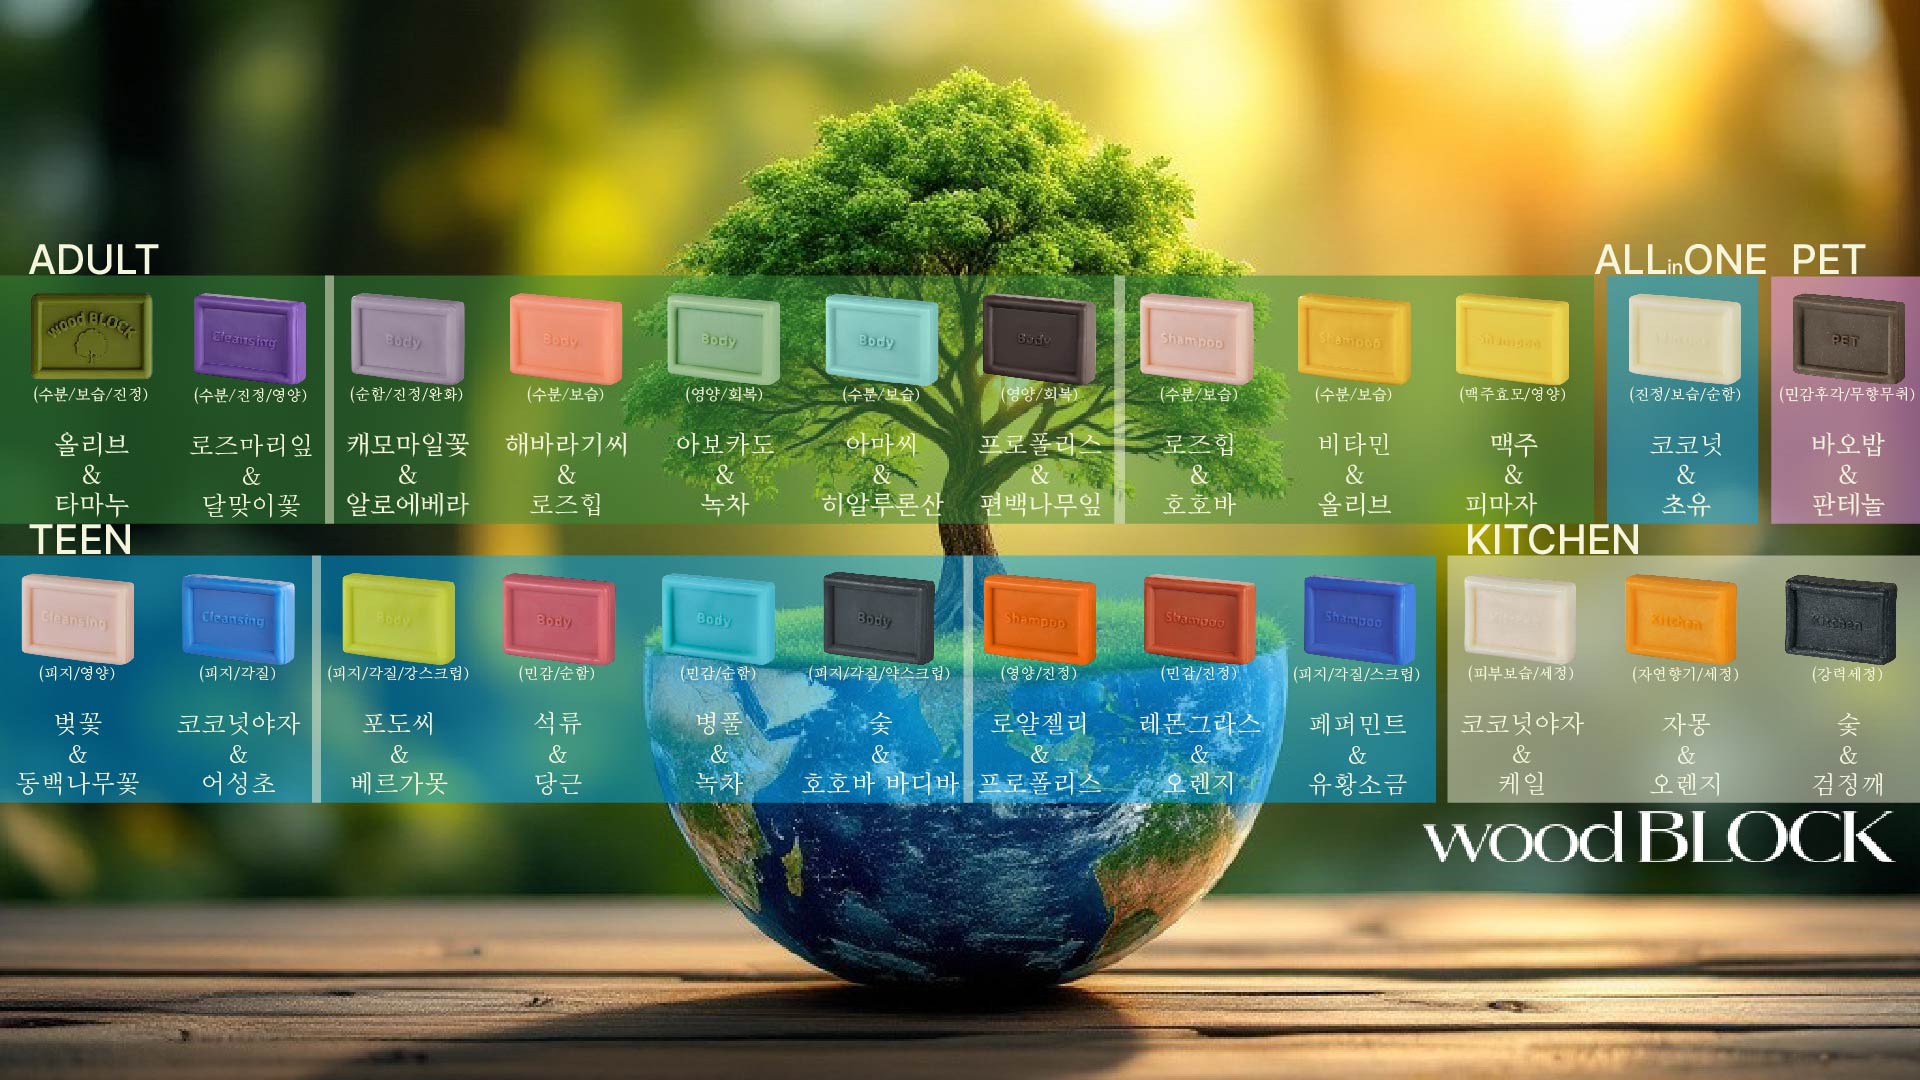 ADULT
ALLinONE PET
wood BLOCK
Cleansing
Body
Body
Body
Body
Body
Shampoo
Shampoo
Shampoo
PET
(수분/보습/진정) (수분/진정/영양) (순함/진정/완화) (수분/보습) (영양/회복) (수분/보습) (영양/회복) (수분/보습) (수분/보습) (맥주효모/영양) (진정/보습/순함) (민감후각/무향무취)
올리브 로즈마리잎 캐모마일꽃 해바라기씨 아보카도 아마씨 프로폴리스 로즈힙 비타민 맥주 코코넛 바오밥
& & & & & & & & & & & &
타마누 달맞이꽃 알로에베라 로즈힙 녹차 히알루론산 편백나무잎 호호바 올리브 피마자 초유 판테놀
TEEN
KITCHEN
Cleansing
Cleansing
Body
Body
Body
Body
Shampoo
Shampoo
Shampoo
Kitchen
Kitchen
Kitchen
(피지/영양) (피지/각질) (피지/각질/강스크럽) (민감/순함) (민감/순함) (피지/각질/약스크럽) (영양/진정) (민감/진정) (피지/각질/스크럽) (피부보습/세정) (자연향기/세정) (강력세정)
벚꽃 코코넛야자 포도씨 석류 병풀 숯 로얄젤리 레몬그라스 페퍼민트 코코넛야자 자몽 숯
& & & & & & & & & & & &
동백나무꽃 어성초 베르가못 당근 녹차 호호바 바디바 프로폴리스 오렌지 유황소금 케일 오렌지 검정깨
wood BLOCK